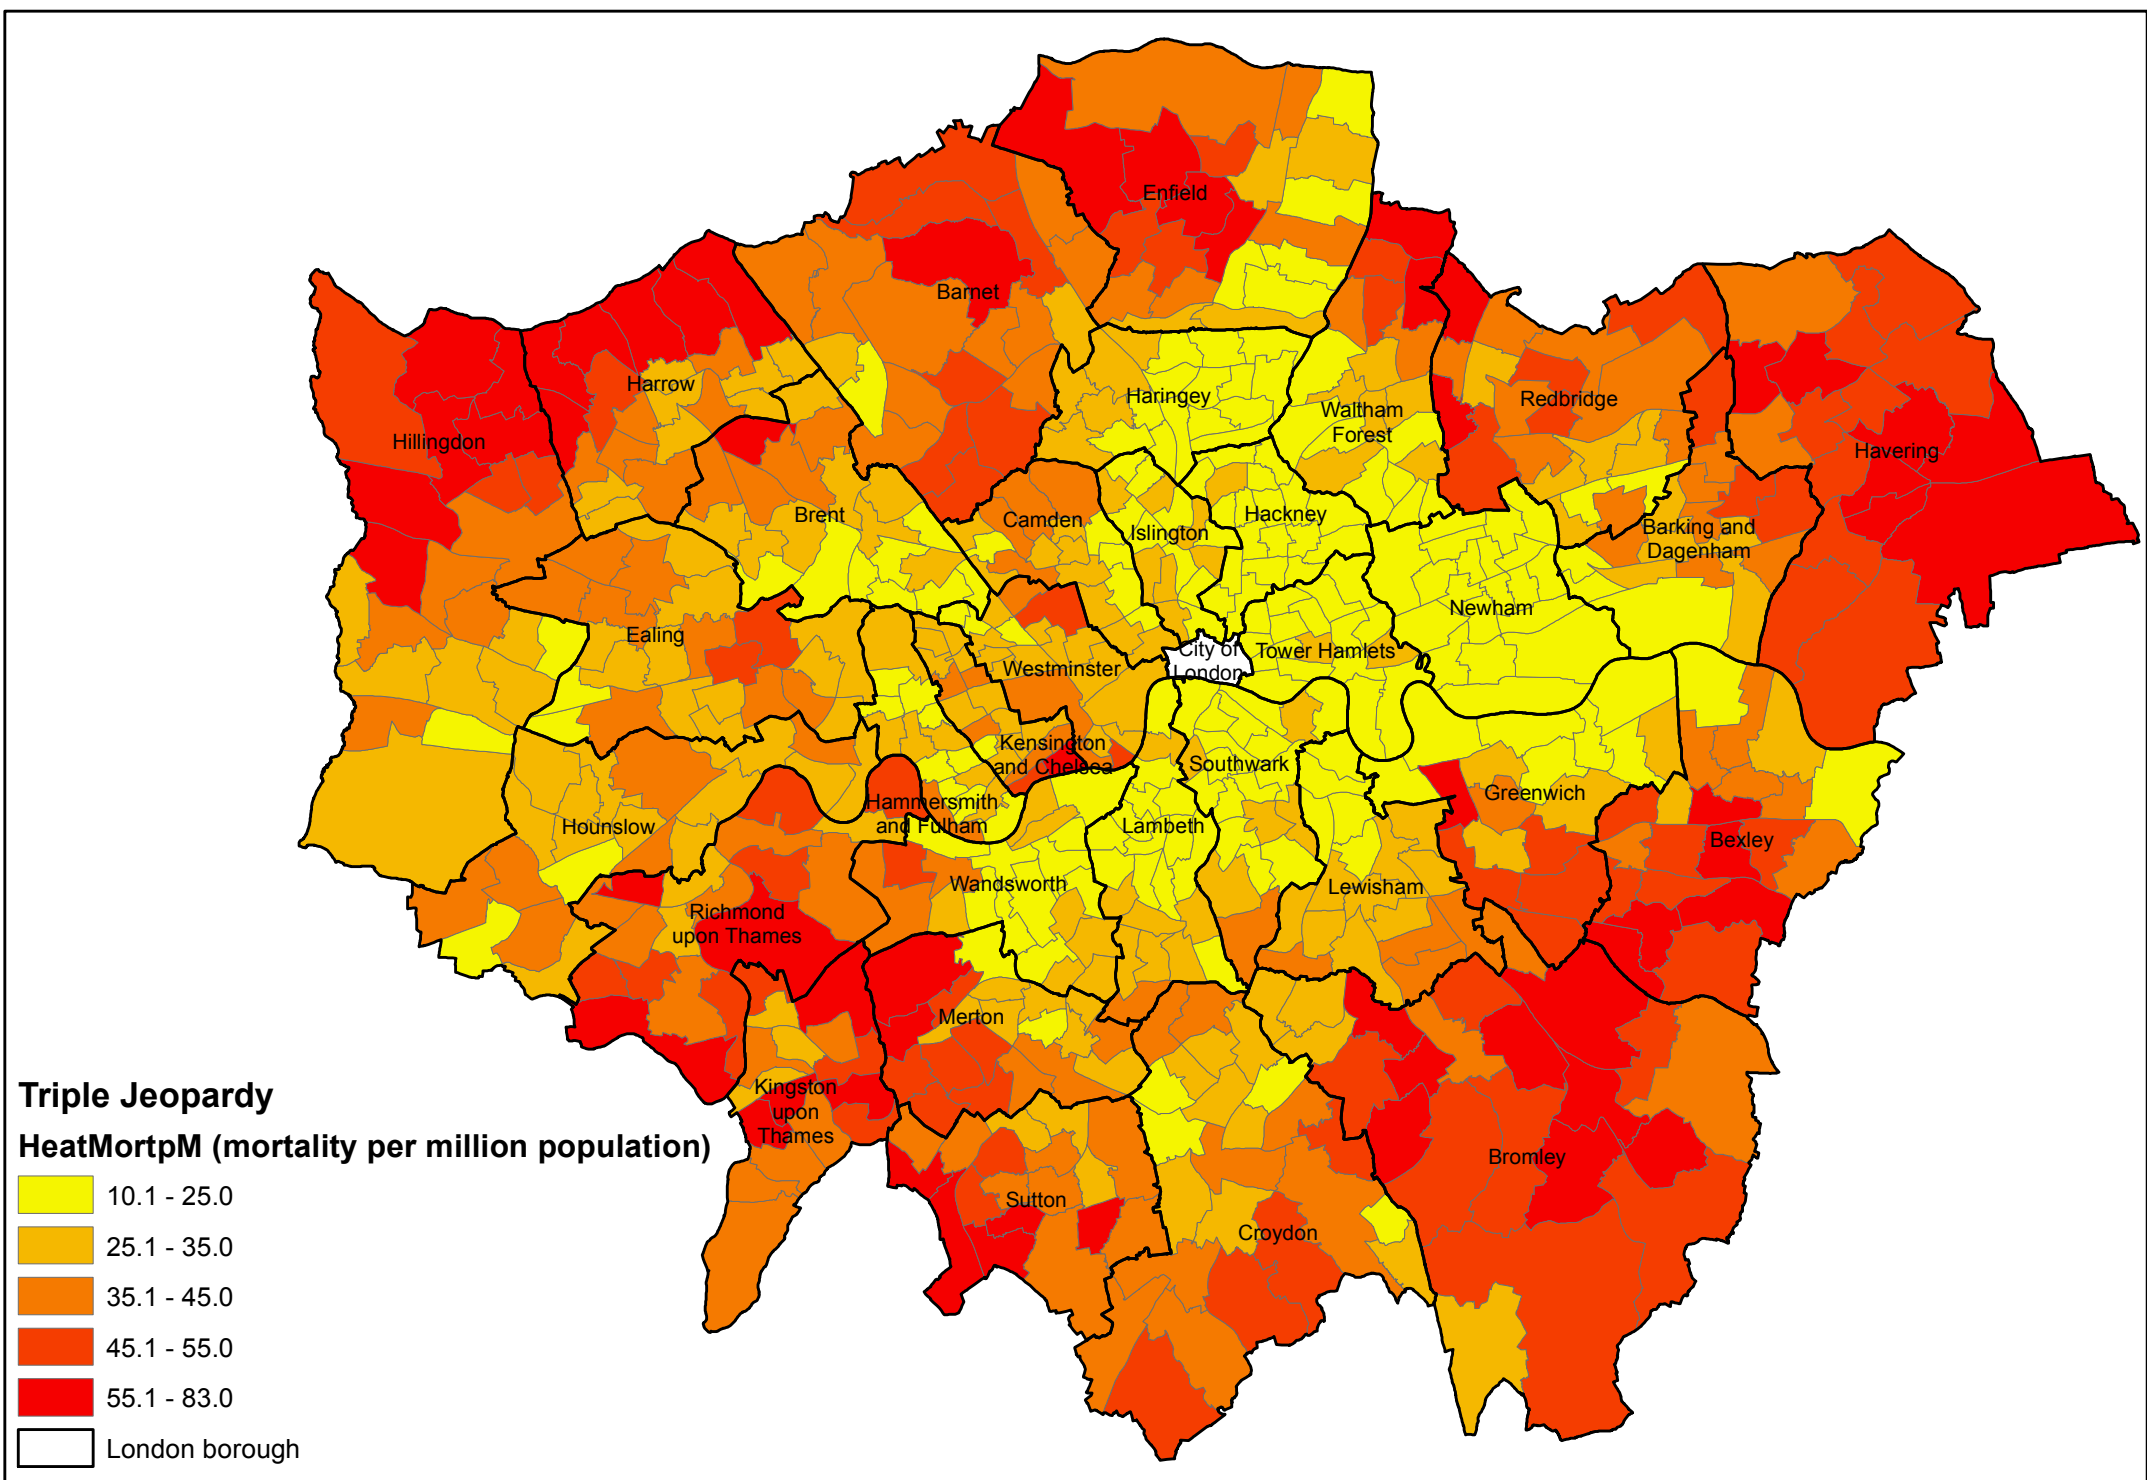 Enfield
Barnet
Harrow
Haringey
Waltham
Forest
Redbridge
Hillingdon
Havering
Brent
Camden
Islington
Hackney
Barking and
Dagenham
Newham
Ealing
Westminster
City of
London
Tower Hamlets
Kensington
and Chelsea
Southwark
Greenwich
Hammersmith
and Fulham
Hounslow
Lambeth
Bexley
Wandsworth
Lewisham
Richmond
upon Thames
Merton
Kingston
upon
Thames
Bromley
Sutton
Croydon
Triple Jeopardy
HeatMortpM (mortality per million population)
10.1 - 25.0
25.1 - 35.0
35.1 - 45.0
45.1 - 55.0
55.1 - 83.0
London borough